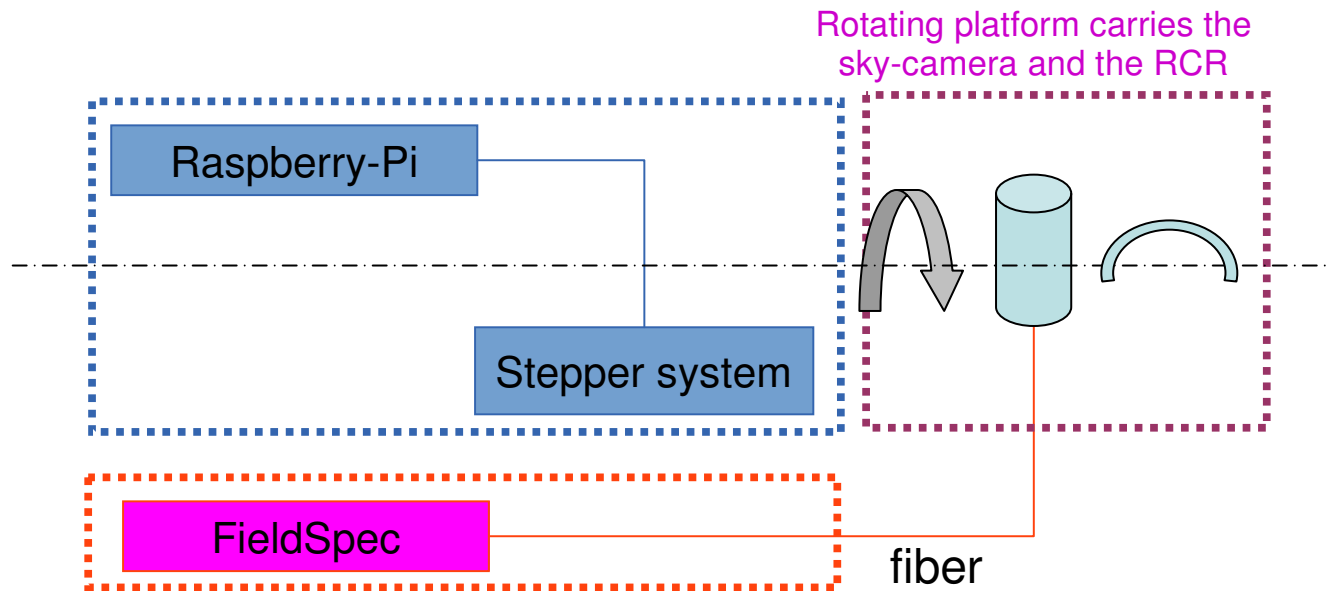 Rotating platform carries the
sky-camera and the RCR
Raspberry-Pi
Stepper system
FieldSpec
fiber